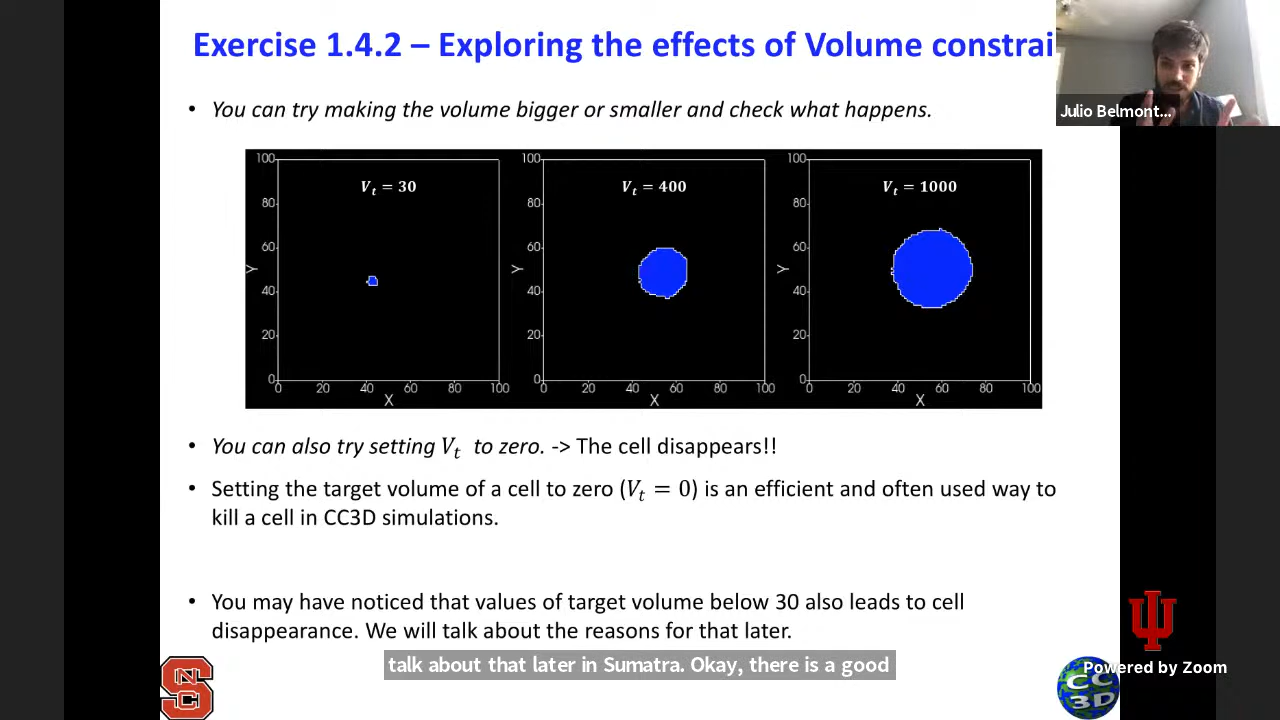 Exercise 1.4.2 – Exploring the effects of Volume constrai
Julio Belmont...
• You can try making the volume bigger or smaller and check what happens.
100 80 60 40 20 0
Y
V_t = 30
0 20 40 60 80 100
X
100 80 60 40 20 0
Y
V_t = 400
0 20 40 60 80 100
X
100 80 60 40 20 0
Y
V_t = 1000
0 20 40 60 80 100
X
• You can also try setting V_t to zero. -> The cell disappears!!
• Setting the target volume of a cell to zero (V_t = 0) is an efficient and often used way to
kill a cell in CC3D simulations.
• You may have noticed that values of target volume below 30 also leads to cell
disappearance. We will talk about the reasons for that later.
talk about that later in Sumatra. Okay, there is a good
Powered by Zoom
NCS
CC
3D